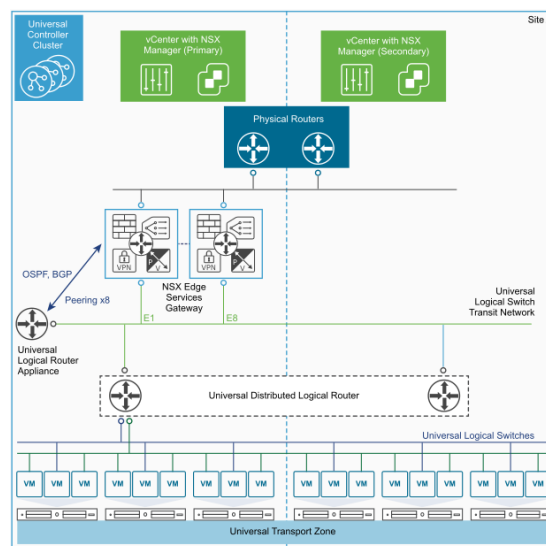 Universal
Controller
Cluster
vCenter with NSX
Manager (Primary)
vCenter with NSX
Manager (Secondary)
Site
Physical Routers
OSPF, BGP
Peering x8
VPN
P
V
VPN
P
V
NSX Edge
Services
Gateway
E1
E8
Universal
Logical Switch
Transit Network
Universal
Logical Router
Appliance
Universal Distributed Logical Router
Universal Logical Switches
VM VM VM VM VM VM VM VM VM VM VM VM VM VM VM VM VM VM
Universal Transport Zone